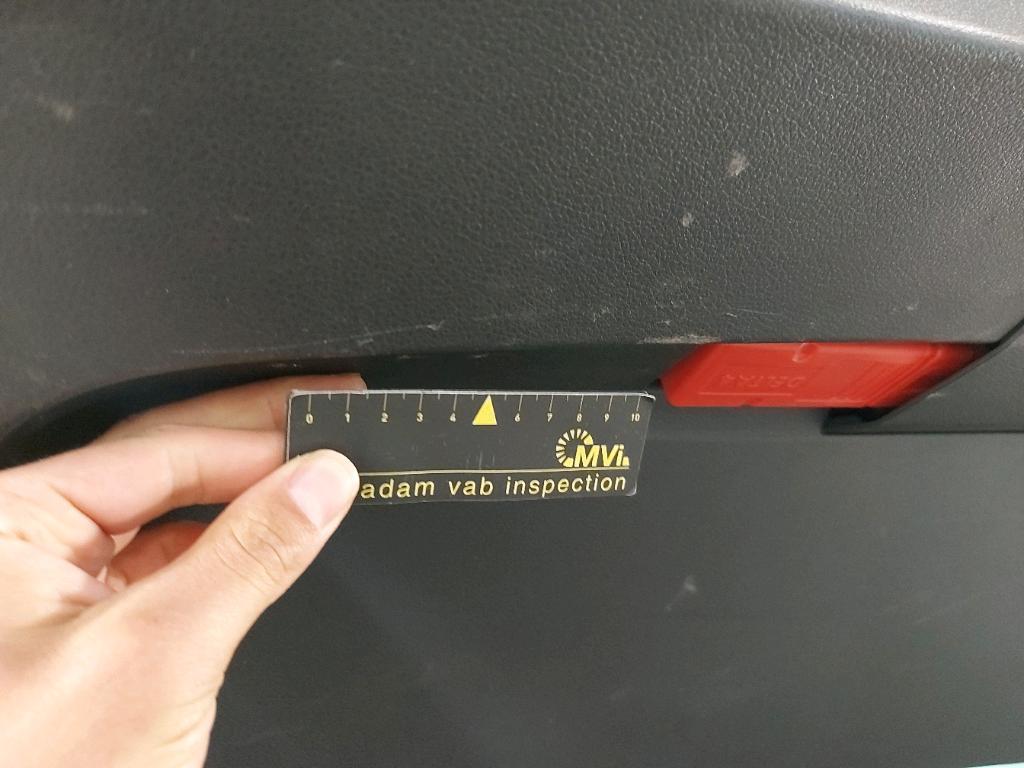 0 1 2 3 4 6 7 8 9 10
MVi.
adam vab inspection